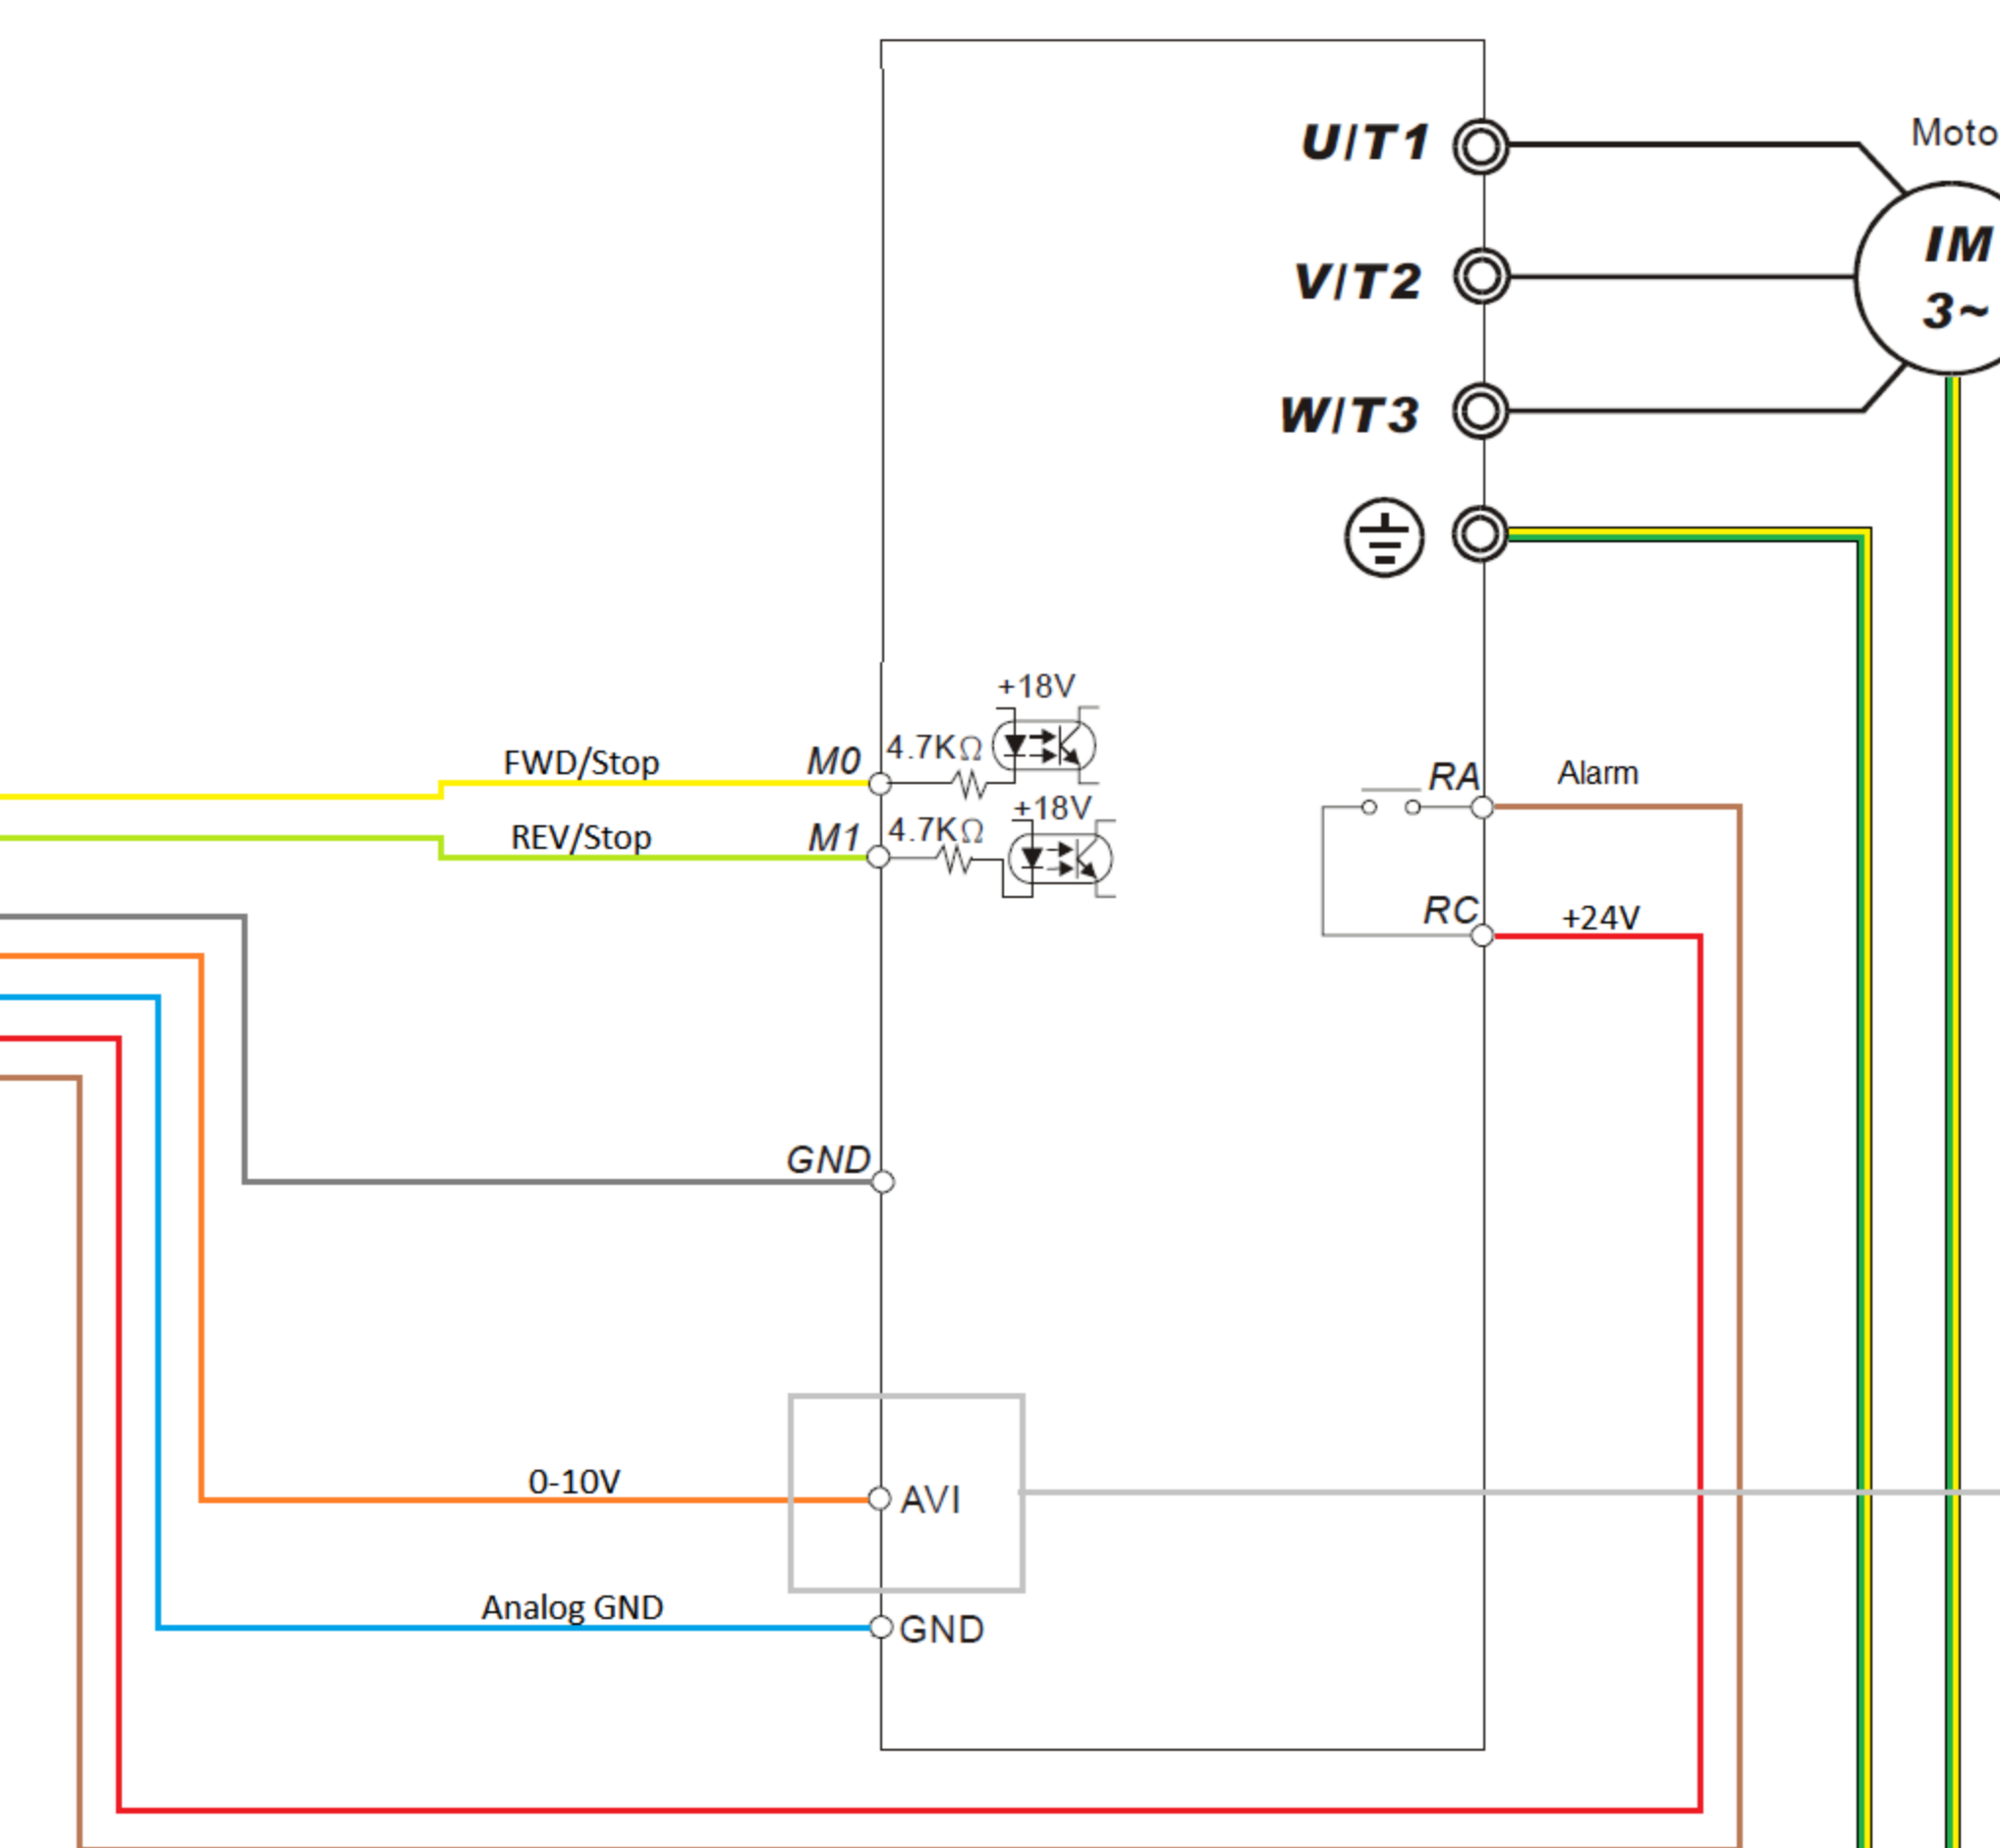 U/T1
Moto
IM
3~
V/T2
W/T3
+18V
FWD/Stop
M0
4.7KΩ
RA
Alarm
+18V
REV/Stop
M1
4.7KΩ
RC
+24V
GND
0-10V
AVI
Analog GND
GND